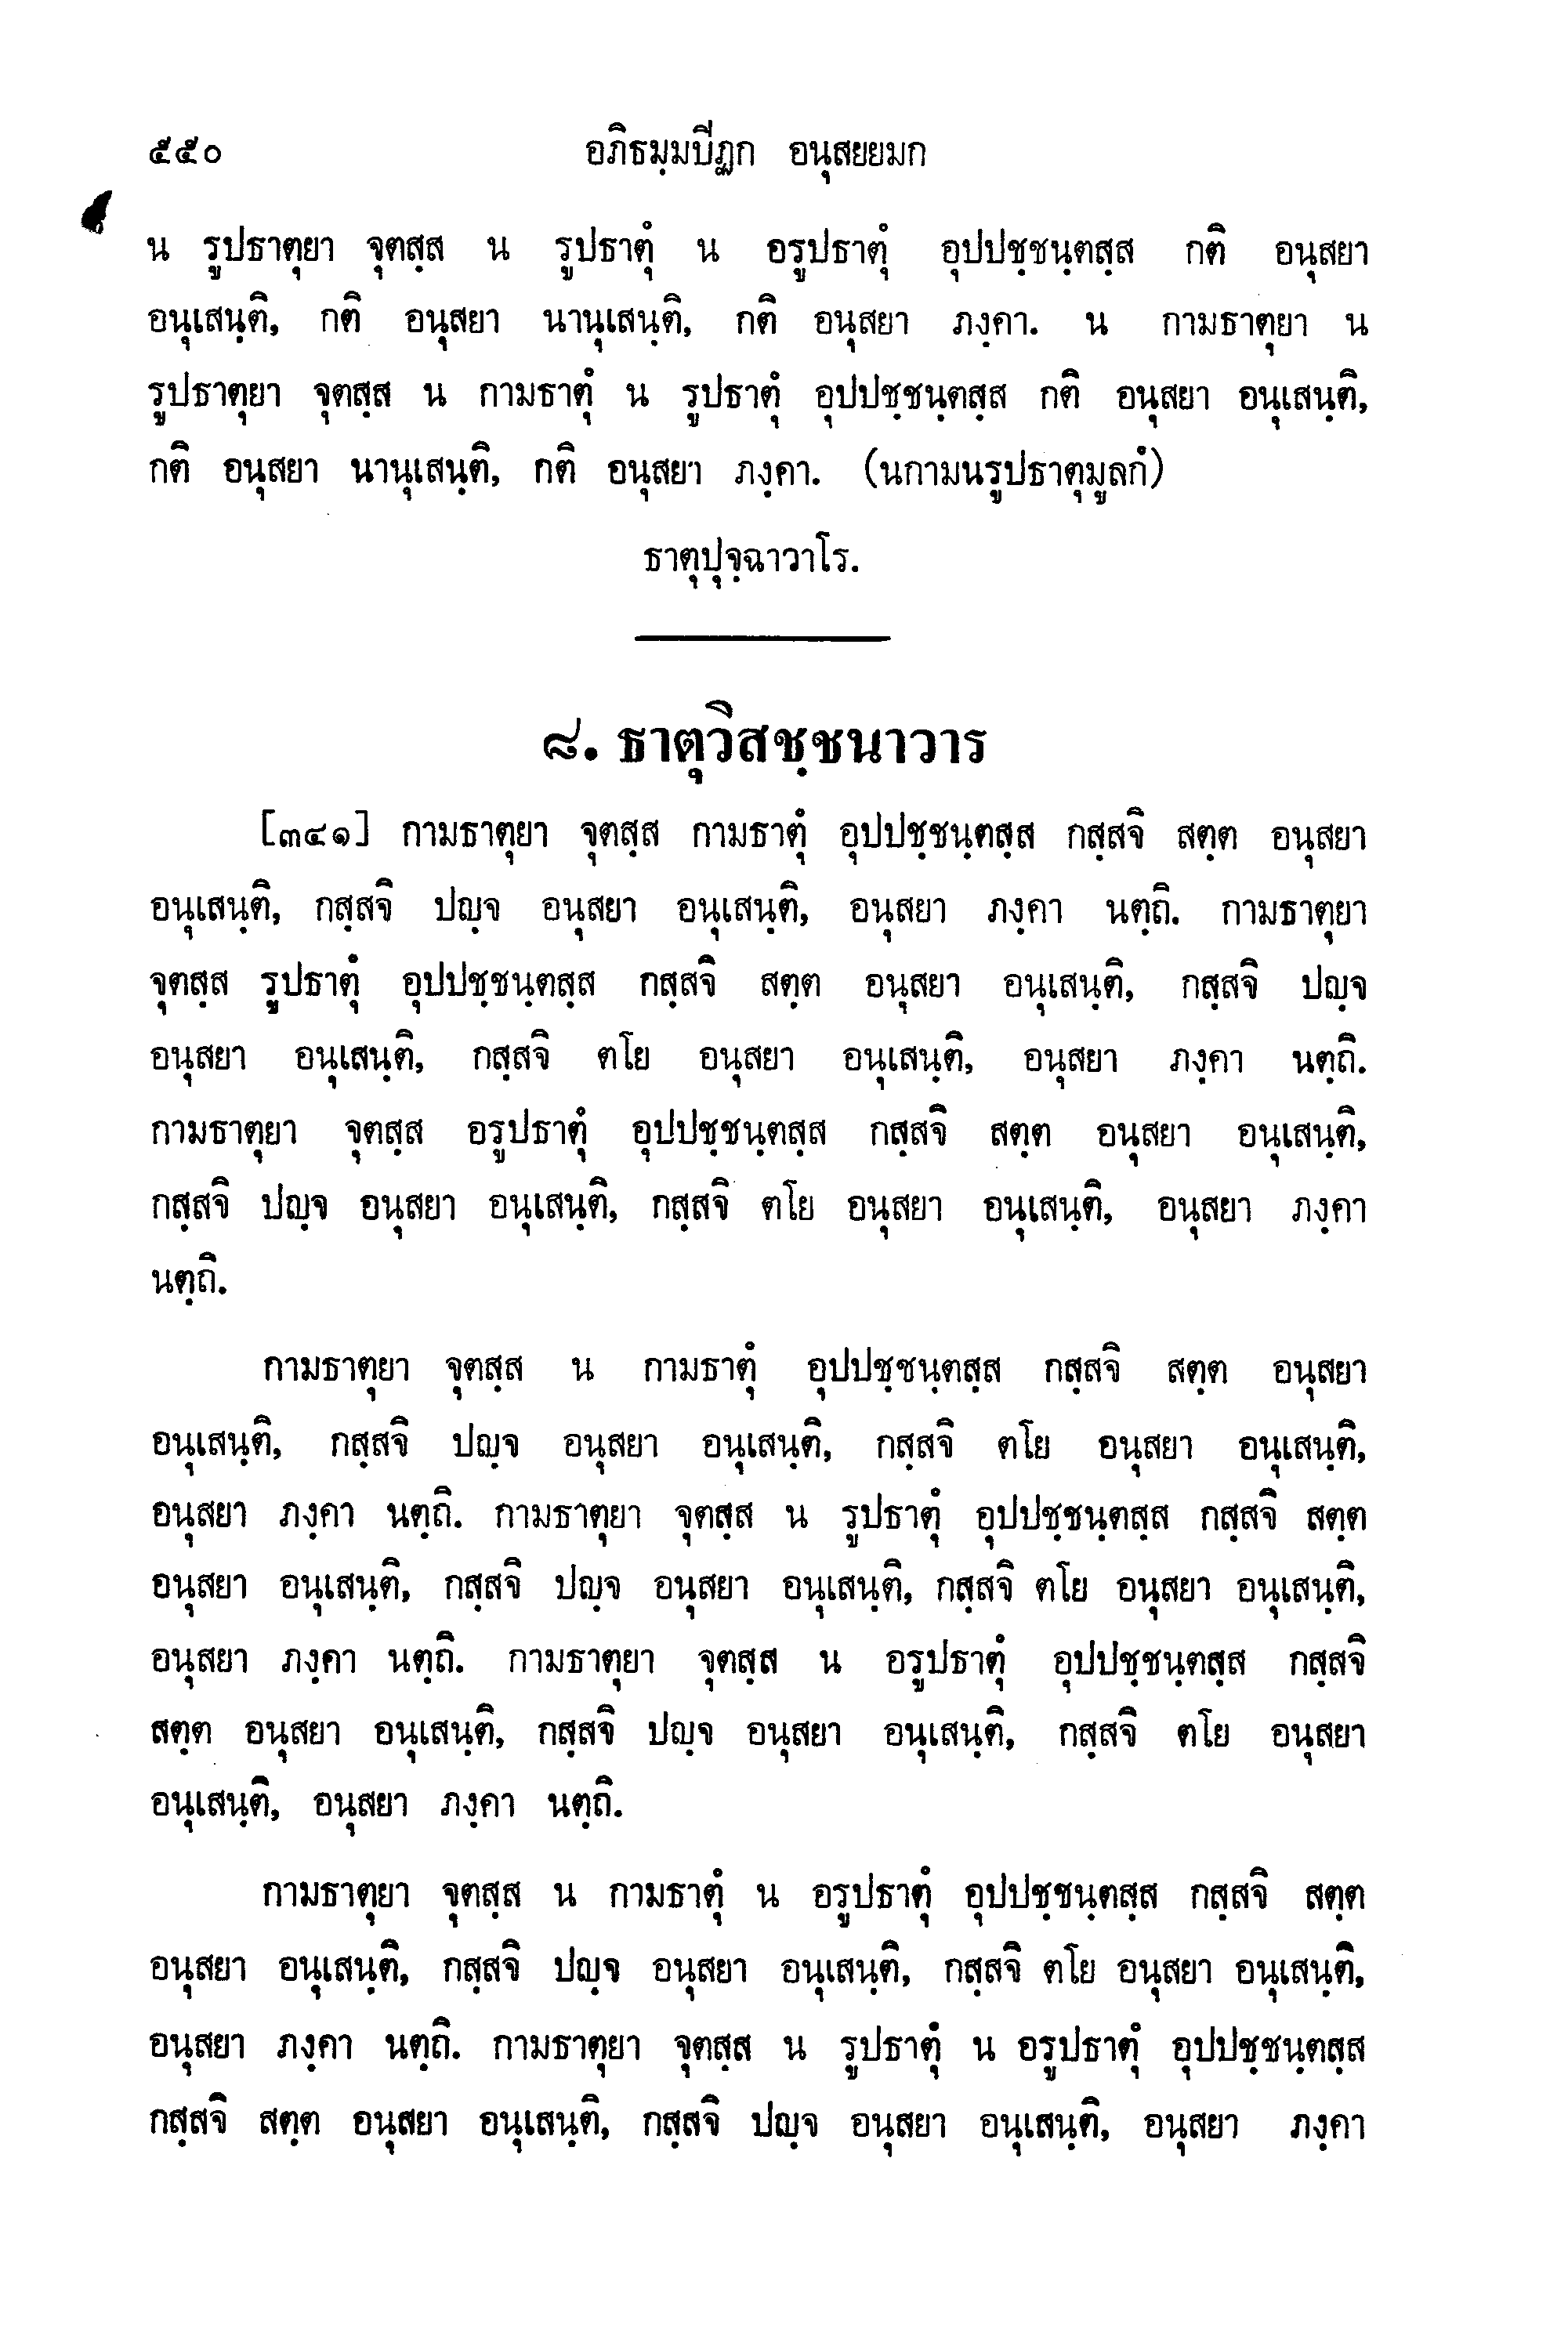 ๕๕๐ อภิธมฺมปีฏก อนุสยยมก
น รูปธาตุยา จุตสฺส น รูปธาตุํ น อรูปธาตุํ อุปปชฺชนฺตสฺส กติ อนุสยา
อนุเสนฺติ, กติ อนุสยา นานุเสนฺติ, กติ อนุสยา ภงฺคา. น กามธาตุยา น
รูปธาตุยา จุตสฺส น กามธาตุํ น รูปธาตุํ อุปปชฺชนฺตสฺส กติ อนุสยา อนุเสนฺติ,
กติ อนุสยา นานุเสนฺติ, กติ อนุสยา ภงฺคา. (นกามนรูปธาตุมูลกํ)
ธาตุปุจฺฉาวาโร.
๘. ธาตุวิสชฺชนาวาร
[๓๔๑] กามธาตุยา จุตสฺส กามธาตุํ อุปปชฺชนฺตสฺส กสฺสจิ สตฺต อนุสยา
อนุเสนฺติ, กสฺสจิ ปญฺจ อนุสยา อนุเสนฺติ, อนุสยา ภงฺคา นตฺถิ. กามธาตุยา
จุตสฺส รูปธาตุํ อุปปชฺชนฺตสฺส กสฺสจิ สตฺต อนุสยา อนุเสนฺติ, กสฺสจิ ปญฺจ
อนุสยา อนุเสนฺติ, กสฺสจิ ตโย อนุสยา อนุเสนฺติ, อนุสยา ภงฺคา นตฺถิ.
กามธาตุยา จุตสฺส อรูปธาตุํ อุปปชฺชนฺตสฺส กสฺสจิ สตฺต อนุสยา อนุเสนฺติ,
กสฺสจิ ปญฺจ อนุสยา อนุเสนฺติ, กสฺสจิ ตโย อนุสยา อนุเสนฺติ, อนุสยา ภงฺคา
นตฺถิ.
กามธาตุยา จุตสฺส น กามธาตุํ อุปปชฺชนฺตสฺส กสฺสจิ สตฺต อนุสยา
อนุเสนฺติ, กสฺสจิ ปญฺจ อนุสยา อนุเสนฺติ, กสฺสจิ ตโย อนุสยา อนุเสนฺติ,
อนุสยา ภงฺคา นตฺถิ. กามธาตุยา จุตสฺส น รูปธาตุํ อุปปชฺชนฺตสฺส กสฺสจิ สตฺต
อนุสยา อนุเสนฺติ, กสฺสจิ ปญฺจ อนุสยา อนุเสนฺติ, กสฺสจิ ตโย อนุสยา อนุเสนฺติ,
อนุสยา ภงฺคา นตฺถิ. กามธาตุยา จุตสฺส น อรูปธาตุํ อุปปชฺชนฺตสฺส กสฺสจิ
สตฺต อนุสยา อนุเสนฺติ, กสฺสจิ ปญฺจ อนุสยา อนุเสนฺติ, กสฺสจิ ตโย อนุสยา
อนุเสนฺติ, อนุสยา ภงฺคา นตฺถิ.
กามธาตุยา จุตสฺส น กามธาตุํ น อรูปธาตุํ อุปปชฺชนฺตสฺส กสฺสจิ สตฺต
อนุสยา อนุเสนฺติ, กสฺสจิ ปญฺจ อนุสยา อนุเสนฺติ, กสฺสจิ ตโย อนุสยา อนุเสนฺติ,
อนุสยา ภงฺคา นตฺถิ. กามธาตุยา จุตสฺส น รูปธาตุํ น อรูปธาตุํ อุปปชฺชนฺตสฺส
กสฺสจิ สตฺต อนุสยา อนุเสนฺติ, กสฺสจิ ปญฺจ อนุสยา อนุเสนฺติ, อนุสยา ภงฺคา